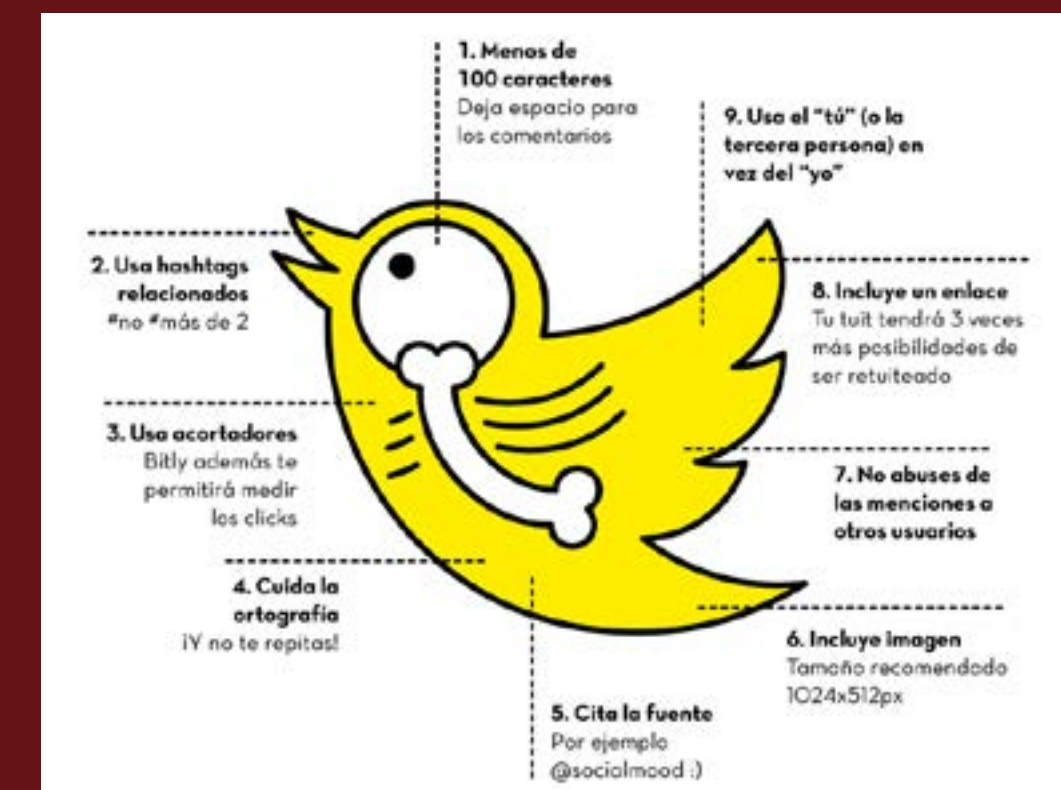 1. Menos de
100 caracteres
Deja espacio para
los comentarios
2. Usa hashtags
relacionados
#no #más de 2
3. Usa acortadores
Bitly además te
permitirá medir
los clicks
4. Cuida la
ortografía
¡Y no te repitas!
5. Cita la fuente
Por ejemplo
@socialmood :)
6. Incluye imagen
Tamaño recomendado
1024x512px
7. No abuses de
las menciones a
otros usuarios
8. Incluye un enlace
Tu tuit tendrá 3 veces
más posibilidades de
ser retuiteado
9. Usa el "tú" (o la
tercera persona) en
vez del "yo"